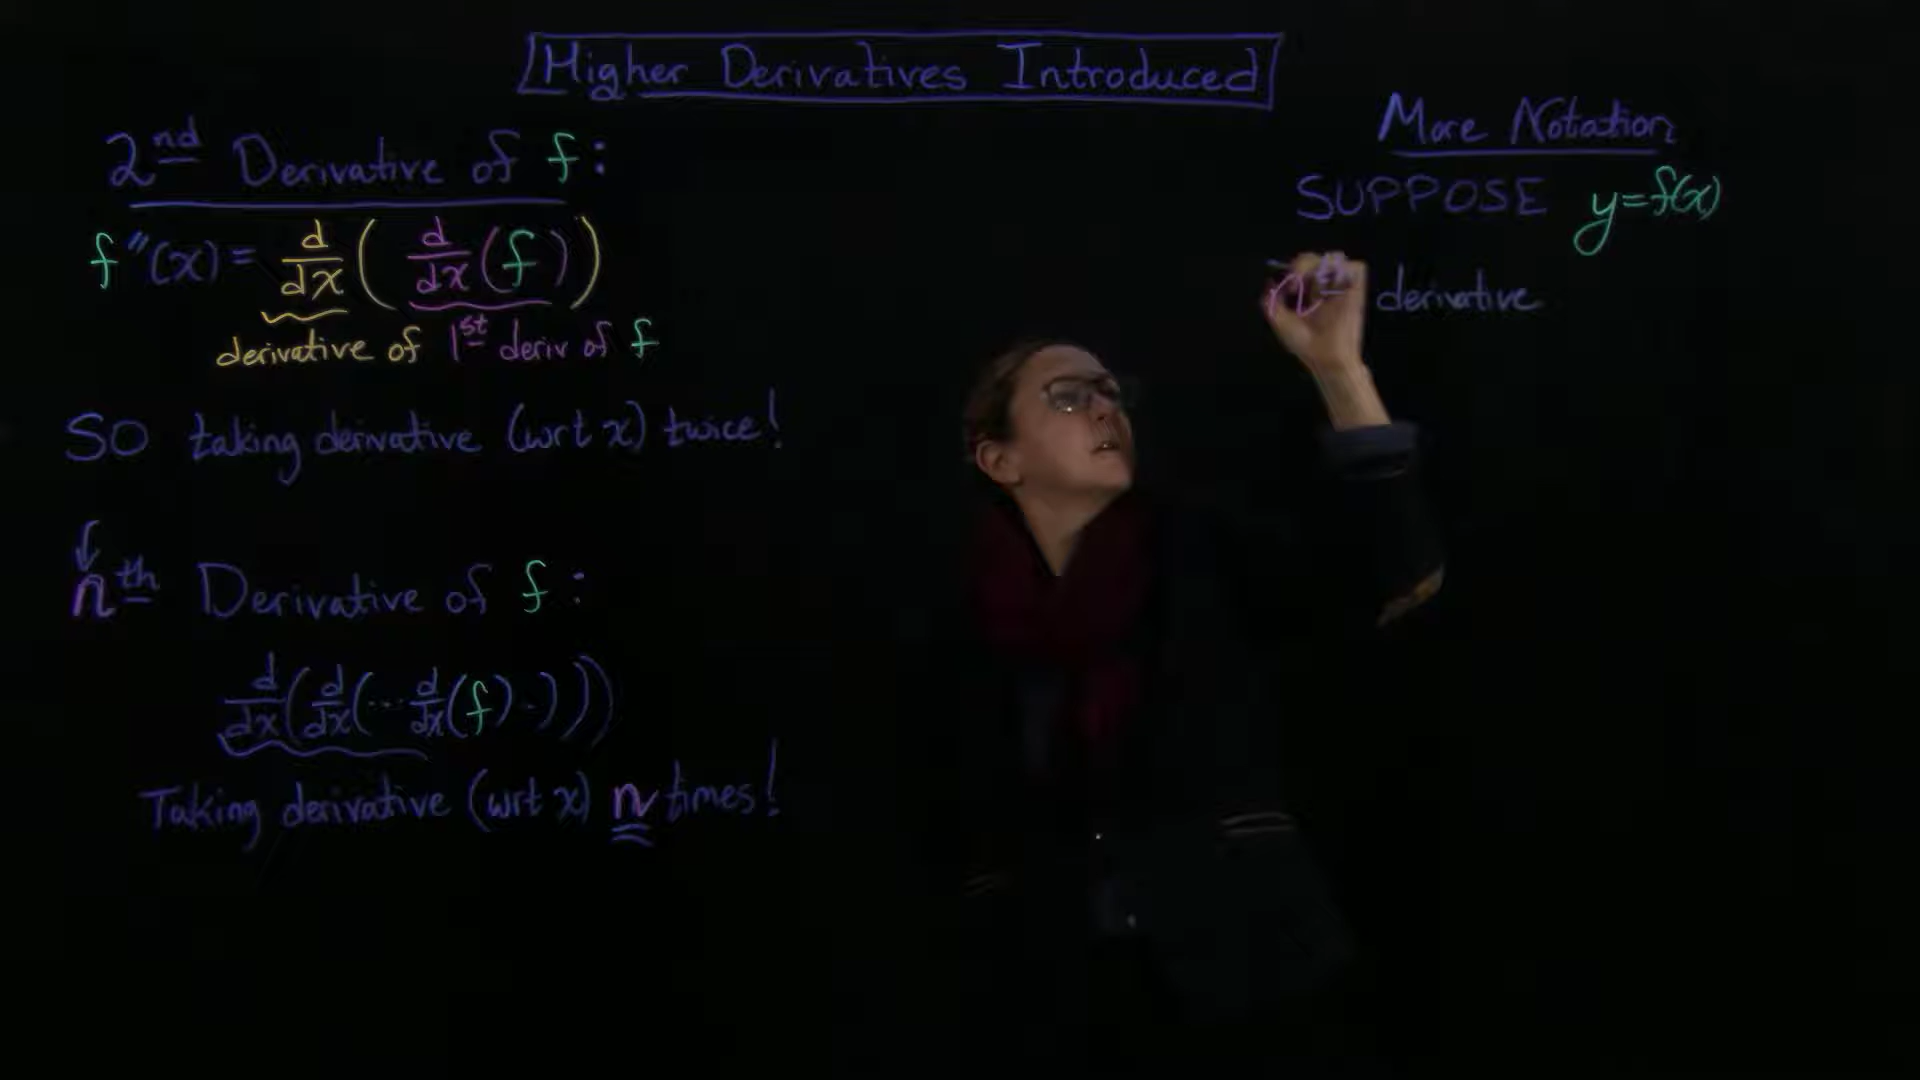 Higher Derivatives Introduced
2nd Derivative of f:
f''(x) = d/dx ( d/dx (f) )
derivative of 1st deriv of f
SO taking derivative (wrt x) twice!
nth Derivative of f:
d/dx(d/dx(...d/dx(f)..)))
Taking derivative (wrt x) n times!
More Notation
SUPPOSE y=f(x)
nth derivative